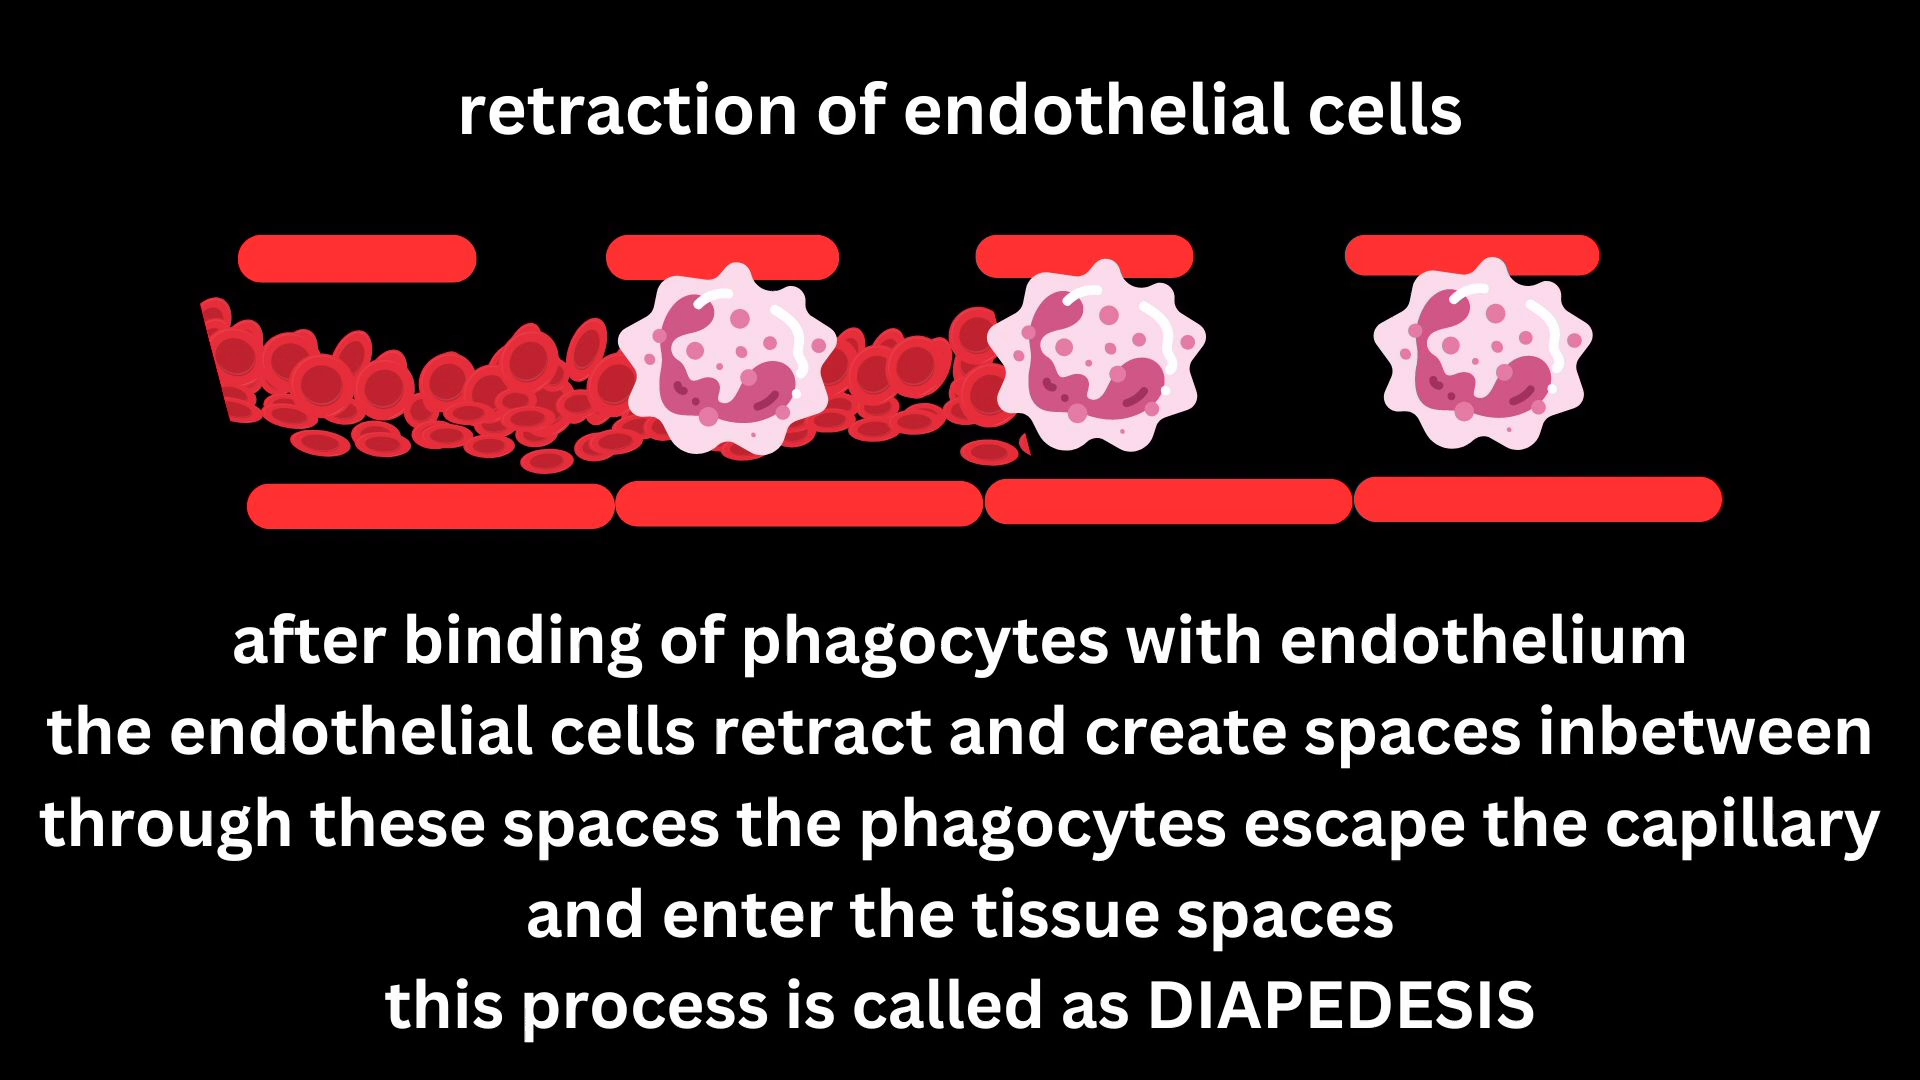 retraction of endothelial cells
after binding of phagocytes with endothelium
the endothelial cells retract and create spaces inbetween
through these spaces the phagocytes escape the capillary
and enter the tissue spaces
this process is called as DIAPEDESIS